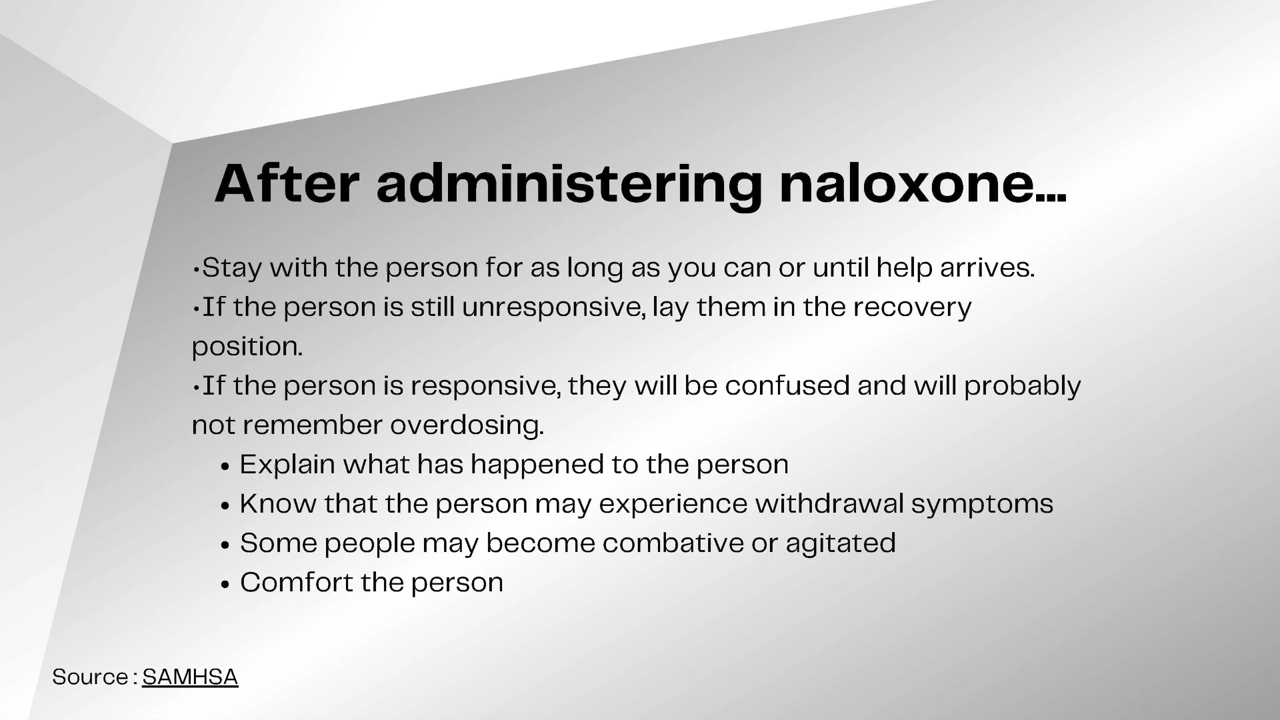 After administering naloxone...
•Stay with the person for as long as you can or until help arrives.
•If the person is still unresponsive, lay them in the recovery
position.
•If the person is responsive, they will be confused and will probably
not remember overdosing.
• Explain what has happened to the person
• Know that the person may experience withdrawal symptoms
• Some people may become combative or agitated
• Comfort the person
Source : SAMHSA